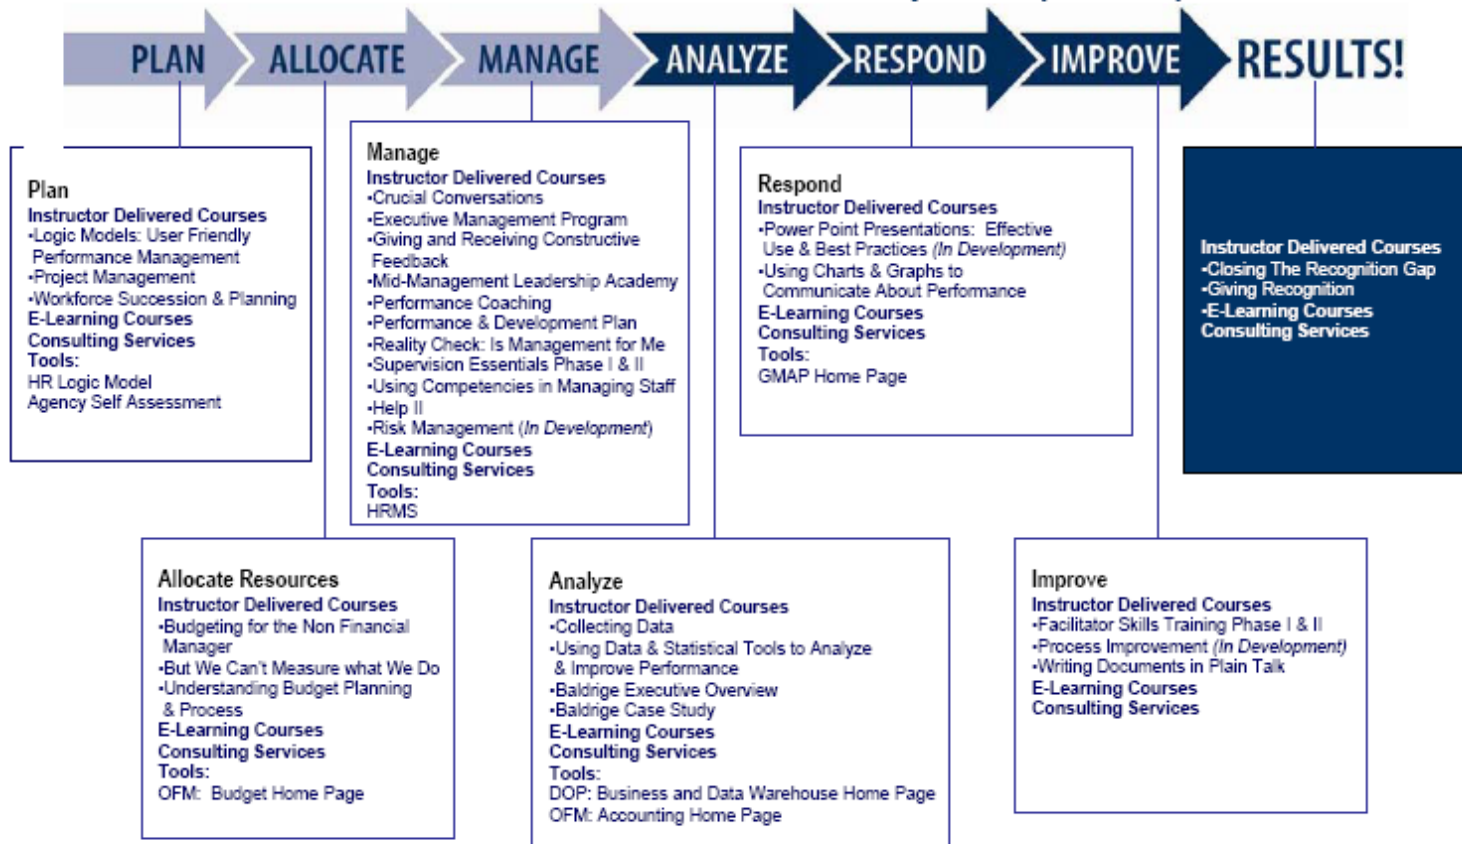 PLAN ALLOCATE MANAGE ANALYZE RESPOND IMPROVE RESULTS!
Plan
Instructor Delivered Courses
•Logic Models: User Friendly
Performance Management
•Project Management
•Workforce Succession & Planning
E-Learning Courses
Consulting Services
Tools:
HR Logic Model
Agency Self Assessment
Manage
Instructor Delivered Courses
•Crucial Conversations
•Executive Management Program
•Giving and Receiving Constructive
Feedback
•Mid-Management Leadership Academy
•Performance Coaching
•Performance & Development Plan
•Reality Check: Is Management for Me
•Supervision Essentials Phase I & II
•Using Competencies in Managing Staff
•Help II
•Risk Management (In Development)
E-Learning Courses
Consulting Services
Tools:
HRMS
Respond
Instructor Delivered Courses
•Power Point Presentations: Effective
Use & Best Practices (In Development)
•Using Charts & Graphs to
Communicate About Performance
E-Learning Courses
Consulting Services
Tools:
GMAP Home Page
Instructor Delivered Courses
•Closing The Recognition Gap
•Giving Recognition
•E-Learning Courses
Consulting Services
Allocate Resources
Instructor Delivered Courses
•Budgeting for the Non Financial
Manager
•But We Can't Measure what We Do
•Understanding Budget Planning
& Process
E-Learning Courses
Consulting Services
Tools:
OFM: Budget Home Page
Analyze
Instructor Delivered Courses
•Collecting Data
•Using Data & Statistical Tools to Analyze
& Improve Performance
•Baldrige Executive Overview
•Baldrige Case Study
E-Learning Courses
Consulting Services
Tools:
DOP: Business and Data Warehouse Home Page
OFM: Accounting Home Page
Improve
Instructor Delivered Courses
•Facilitator Skills Training Phase I & II
•Process Improvement (In Development)
•Writing Documents in Plain Talk
E-Learning Courses
Consulting Services